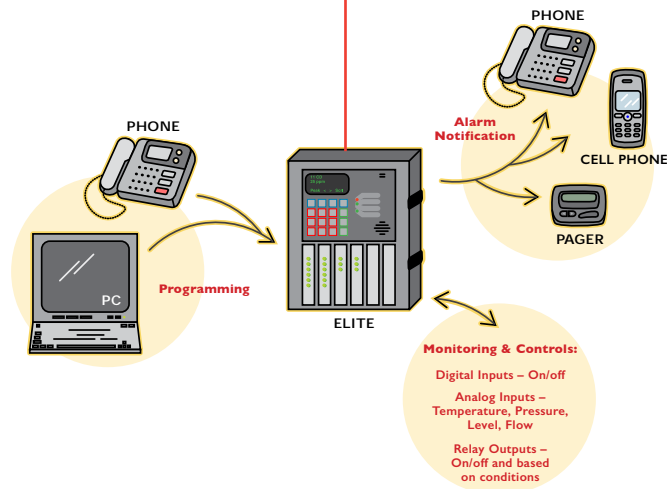 PHONE
Alarm
Notification
CELL PHONE
PAGER
PHONE
PC
Programming
ELITE
Monitoring & Controls:
Digital Inputs – On/off
Analog Inputs –
Temperature, Pressure,
Level, Flow
Relay Outputs –
On/off and based
on conditions